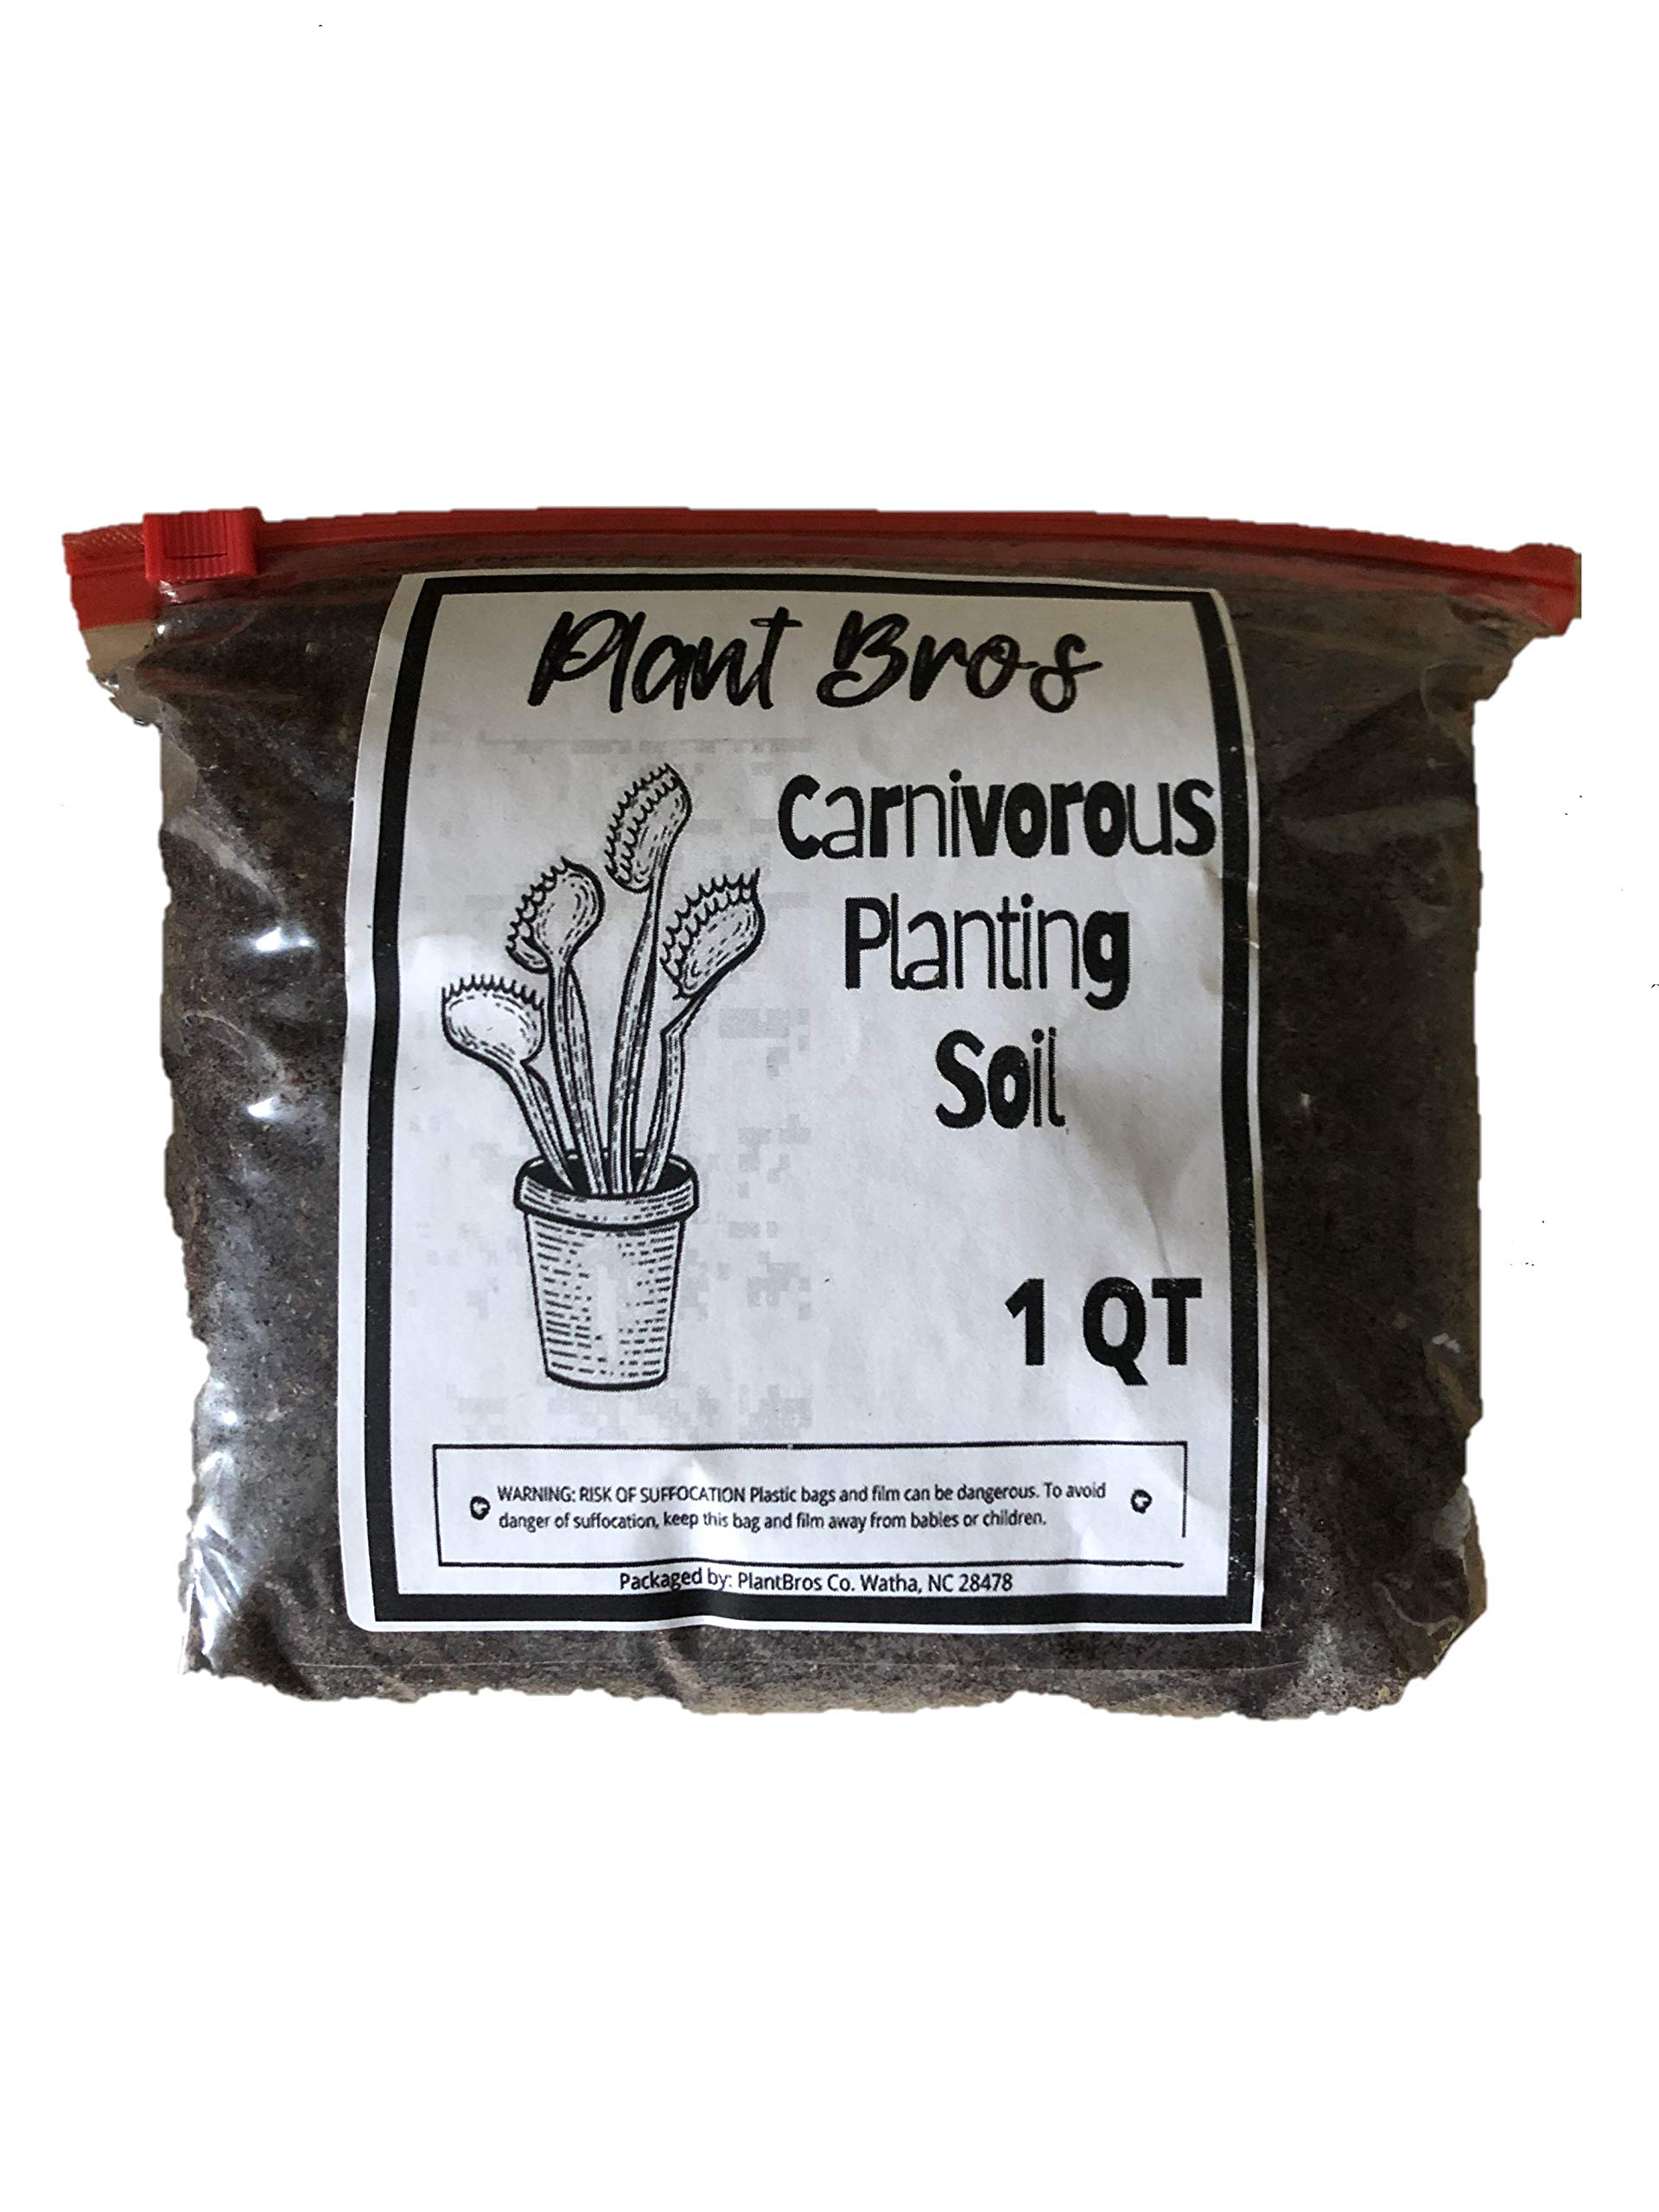 Plant Bros
Carnivorous
Planting
Soil
1 QT
WARNING: RISK OF SUFFOCATION Plastic bags and film can be dangerous. To avoid
danger of suffocation, keep this bag and film away from babies or children.
Packaged by: PlantBros Co. Watha, NC 28478